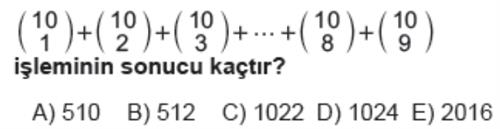 (10 1)+(10 2)+(10 3)+ ··· +(10 8)+(10 9)
işleminin sonucu kaçtır?
A) 510 B) 512 C) 1022 D) 1024 E) 2016